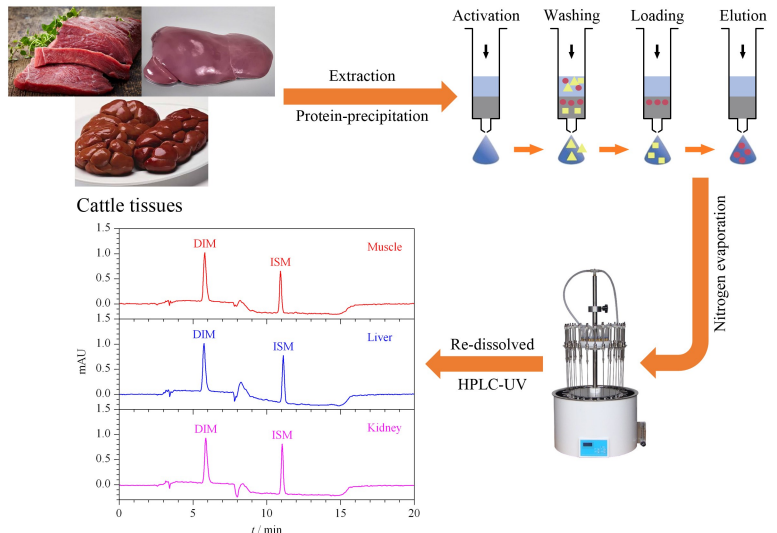 Activation
Washing
Loading
Elution
Extraction
Protein-precipitation
Cattle tissues
Nitrogen evaporation
Re-dissolved
HPLC-UV
1.5
1.0
0.5
0.0
DIM
ISM
Muscle
1.5
1.0
0.5
0.0
DIM
ISM
Liver
mAU
1.5
1.0
0.5
0.0
DIM
ISM
Kidney
0
5
10
15
20
t / min